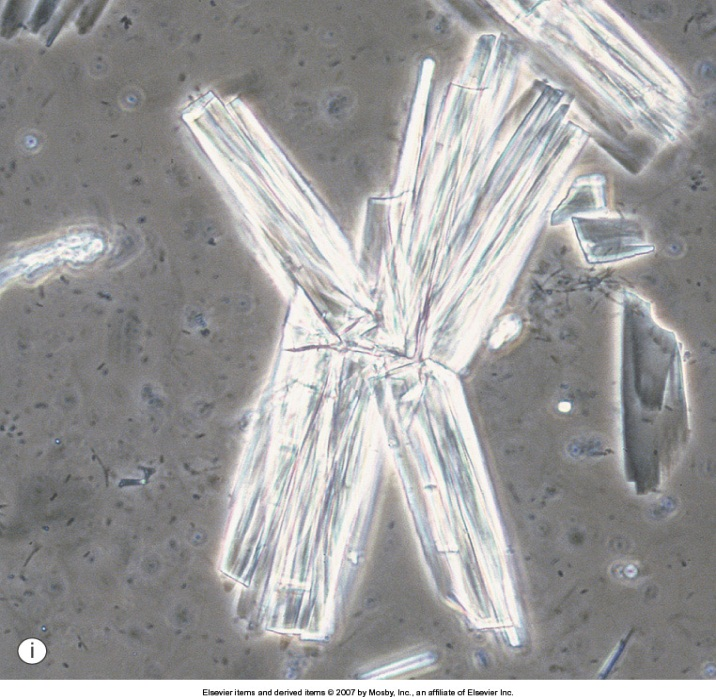 i
Elsevier items and derived items © 2007 by Mosby, Inc., an affiliate of Elsevier Inc.